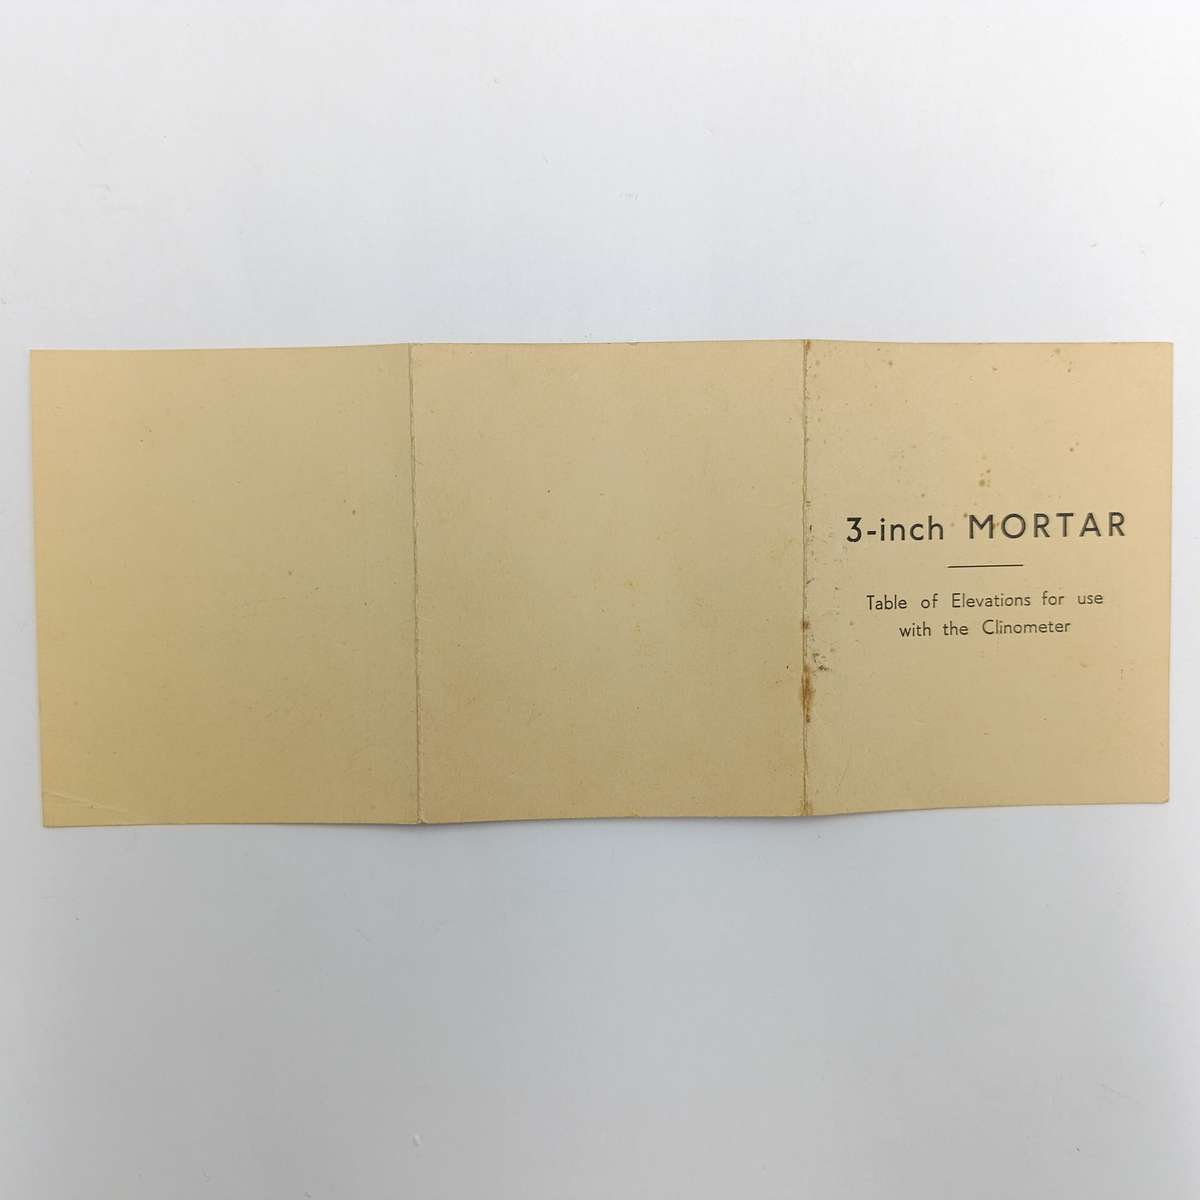 3-inch MORTAR
Table of Elevations for use
with the Clinometer